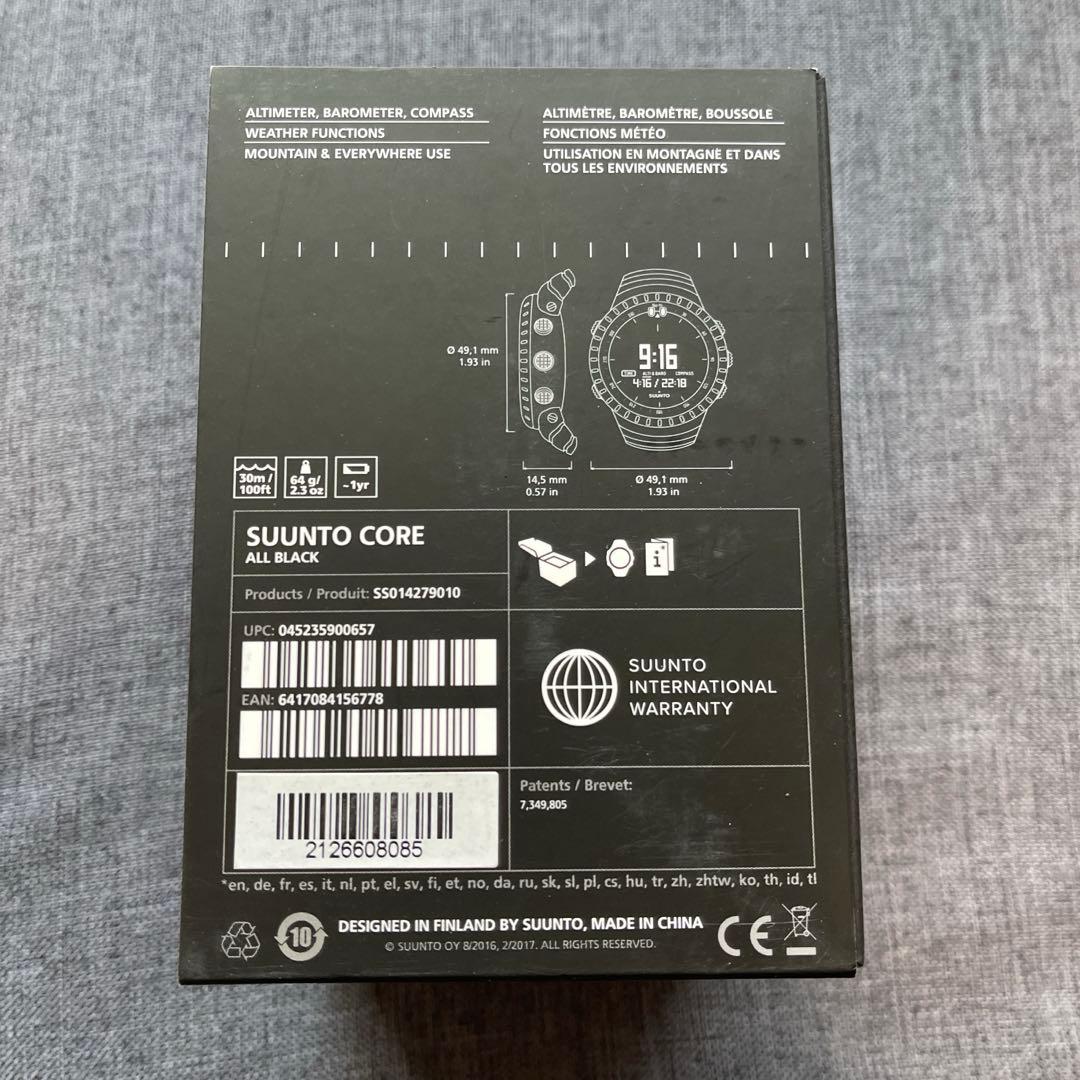 ALTIMETER, BAROMETER, COMPASS
WEATHER FUNCTIONS
MOUNTAIN & EVERYWHERE USE
ALTIMÈTRE, BAROMÈTRE, BOUSSOLE
FONCTIONS MÉTÉO
UTILISATION EN MONTAGNE ET DANS
TOUS LES ENVIRONNEMENTS
Ø 49,1 mm
1.93 in
9:16
TIME ALTI & BARO COMPASS
4:16 / 22:18
SUUNTO
14,5 mm
0.57 in
Ø 49,1 mm
1.93 in
30m /
100ft
64 g/
2.3 oz
~1yr
SUUNTO CORE
ALL BLACK
Products / Produit: SS014279010
UPC: 045235900657
EAN: 6417084156778
2126608085
i*
SUUNTO
INTERNATIONAL
WARRANTY
Patents / Brevet:
7,349,805
*en, de, fr, es, it, nl, pt, el, sv, fi, et, no, da, ru, sk, sl, pl, cs, hu, tr, zh, zhtw, ko, th, id, tl
10
DESIGNED IN FINLAND BY SUUNTO, MADE IN CHINA
© SUUNTO OY 8/2016, 2/2017. ALL RIGHTS RESERVED.
CE